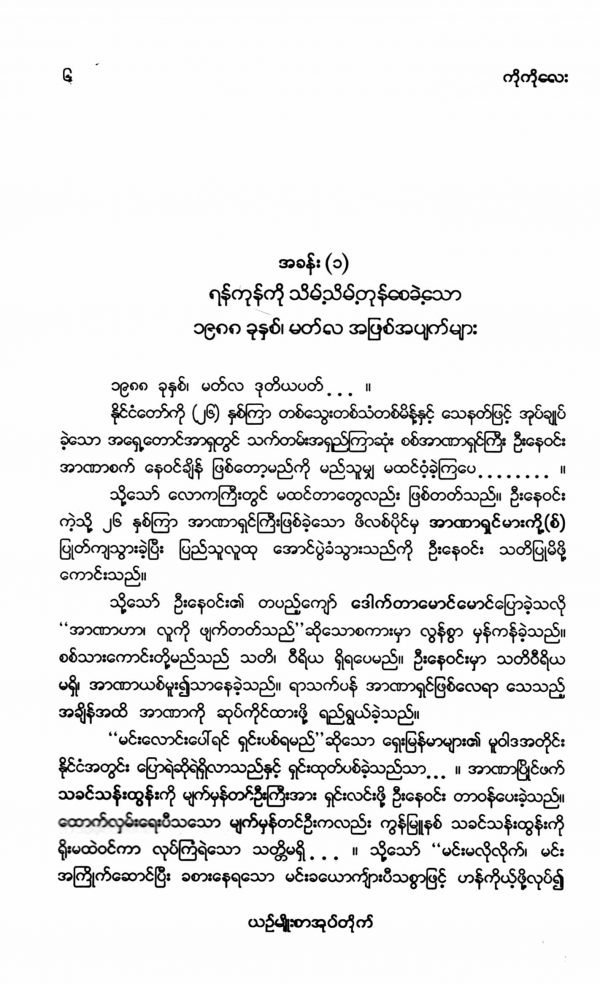 ၆
ကိုကိုလေး
အခန်း (၁)
ရန်ကုန်ကို သိမ့်သိမ့်တုန်စေခဲ့သော
၁၉၈၈ ခုနှစ်၊ မတ်လ အဖြစ်အပျက်များ
၁၉၈၈ ခုနှစ်၊ မတ်လ ဒုတိယပတ်... ။
နိုင်ငံတော်ကို (၂၆) နှစ်ကြာ တစ်သွေးတစ်သံတစ်မိန့်နှင့် သေနတ်ဖြင့် အုပ်ချုပ်
ခဲ့သော အရှေ့တောင်အာရှတွင် သက်တမ်းအရှည်ကြာဆုံး စစ်အာဏာရှင်ကြီး ဦးနေဝင်း
အာဏာစက် နေဝင်ချိန် ဖြစ်တော့မည်ကို မည်သူမျှ မထင်ဝံ့ခဲ့ကြပေ........ ။
သို့သော် လောကကြီးတွင် မထင်တာတွေလည်း ဖြစ်တတ်သည်။ ဦးနေဝင်း
ကဲ့သို့ ၂၆ နှစ်ကြာ အာဏာရှင်ကြီးဖြစ်ခဲ့သော ဖိလစ်ပိုင်မှ အာဏာရှင်မားကို့(စ်)
ပြုတ်ကျသွားခဲ့ပြီး ပြည်သူလူထု အောင်ပွဲခံသွားသည်ကို ဦးနေဝင်း သတိပြုမိဖို့
ကောင်းသည်။
သို့သော် ဦးနေဝင်း၏ တပည့်ကျော် ဒေါက်တာမောင်မောင်ပြောခဲ့သလို
“အာဏာဟာ၊ လူကို ဖျက်တတ်သည်”ဆိုသောစကားမှာ လွန်စွာ မှန်ကန်ခဲ့သည်။
စစ်သားကောင်းတို့မည်သည် သတိ၊ ဝီရိယ ရှိရပေမည်။ ဦးနေဝင်းမှာ သတိဝီရိယ
မရှိ၊ အာဏာယစ်မူး၍သာနေခဲ့သည်။ ရာသက်ပန် အာဏာရှင်ဖြစ်လေရာ သေသည့်
အချိန်အထိ အာဏာကို ဆုပ်ကိုင်ထားဖို့ ရည်ရွယ်ခဲ့သည်။
“မင်းလောင်းပေါ်ရင် ရှင်းပစ်ရမည်”ဆိုသော ရှေးမြန်မာများ၏ မူဝါဒအတိုင်း
နိုင်ငံအတွင်း ပြောရဲဆိုရဲရှိလာသည်နှင့် ရှင်းထုတ်ပစ်ခဲ့သည်သာ... ။ အာဏာပြိုင်ဖက်
သခင်သန်းထွန်းကို မျက်မှန်တင်ဦးကြီးအား ရှင်းလင်းဖို့ ဦးနေဝင်း တာဝန်ပေးခဲ့သည်။
ထောက်လှမ်းရေးပီသသော မျက်မှန်တင်ဦးကလည်း ကွန်မြူနစ် သခင်သန်းထွန်းကို
ရိုးမထဲဝင်ကာ လုပ်ကြံရဲသော သတ္တိမရှိ... ။ သို့သော် “မင်းမလိုလိုက်၊ မင်း
အကြိုက်ဆောင်ပြီး ခစားနေရသော မင်းခယောကျ်ားပီသစွာဖြင့် ဟန်ကိုယ့်ဖို့လုပ်၍
ယဉ်မျိုးစာအုပ်တိုက်